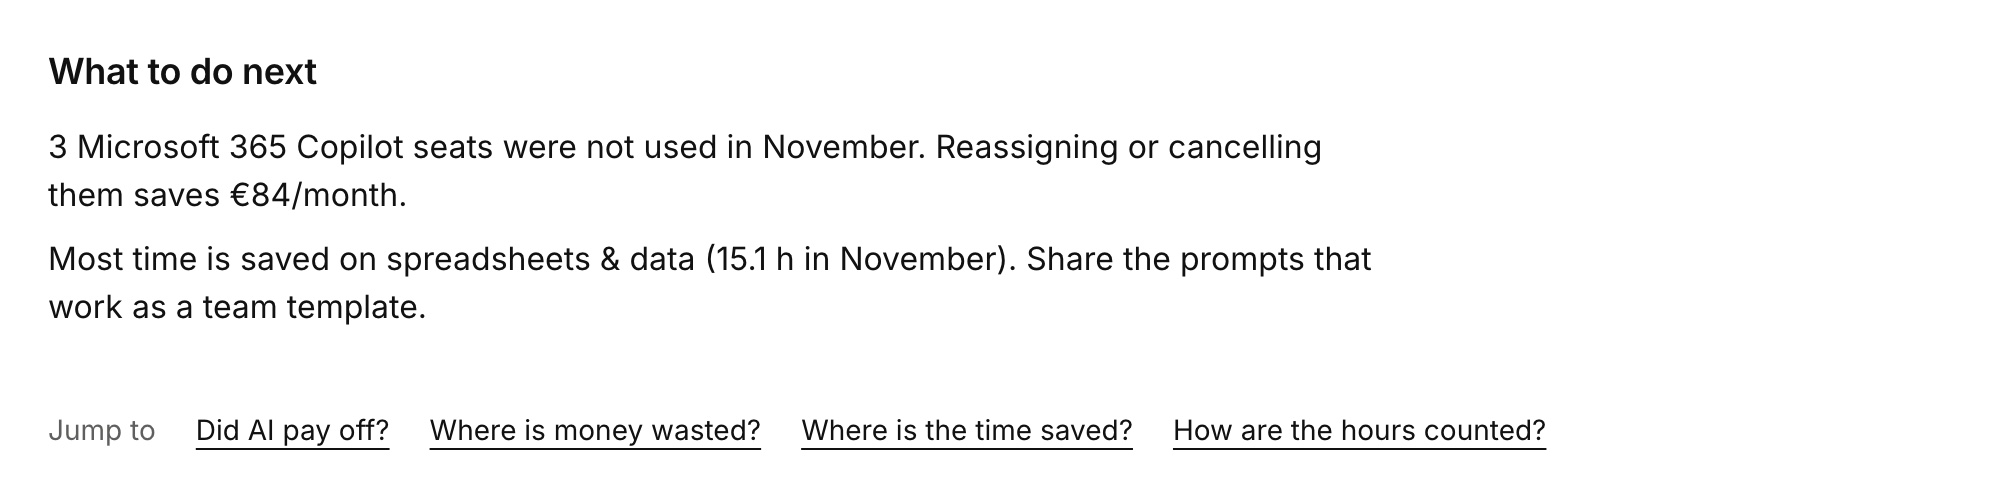 What to do next
3 Microsoft 365 Copilot seats were not used in November. Reassigning or cancelling
them saves €84/month.
Most time is saved on spreadsheets & data (15.1 h in November). Share the prompts that
work as a team template.
Jump to Did AI pay off? Where is money wasted? Where is the time saved? How are the hours counted?